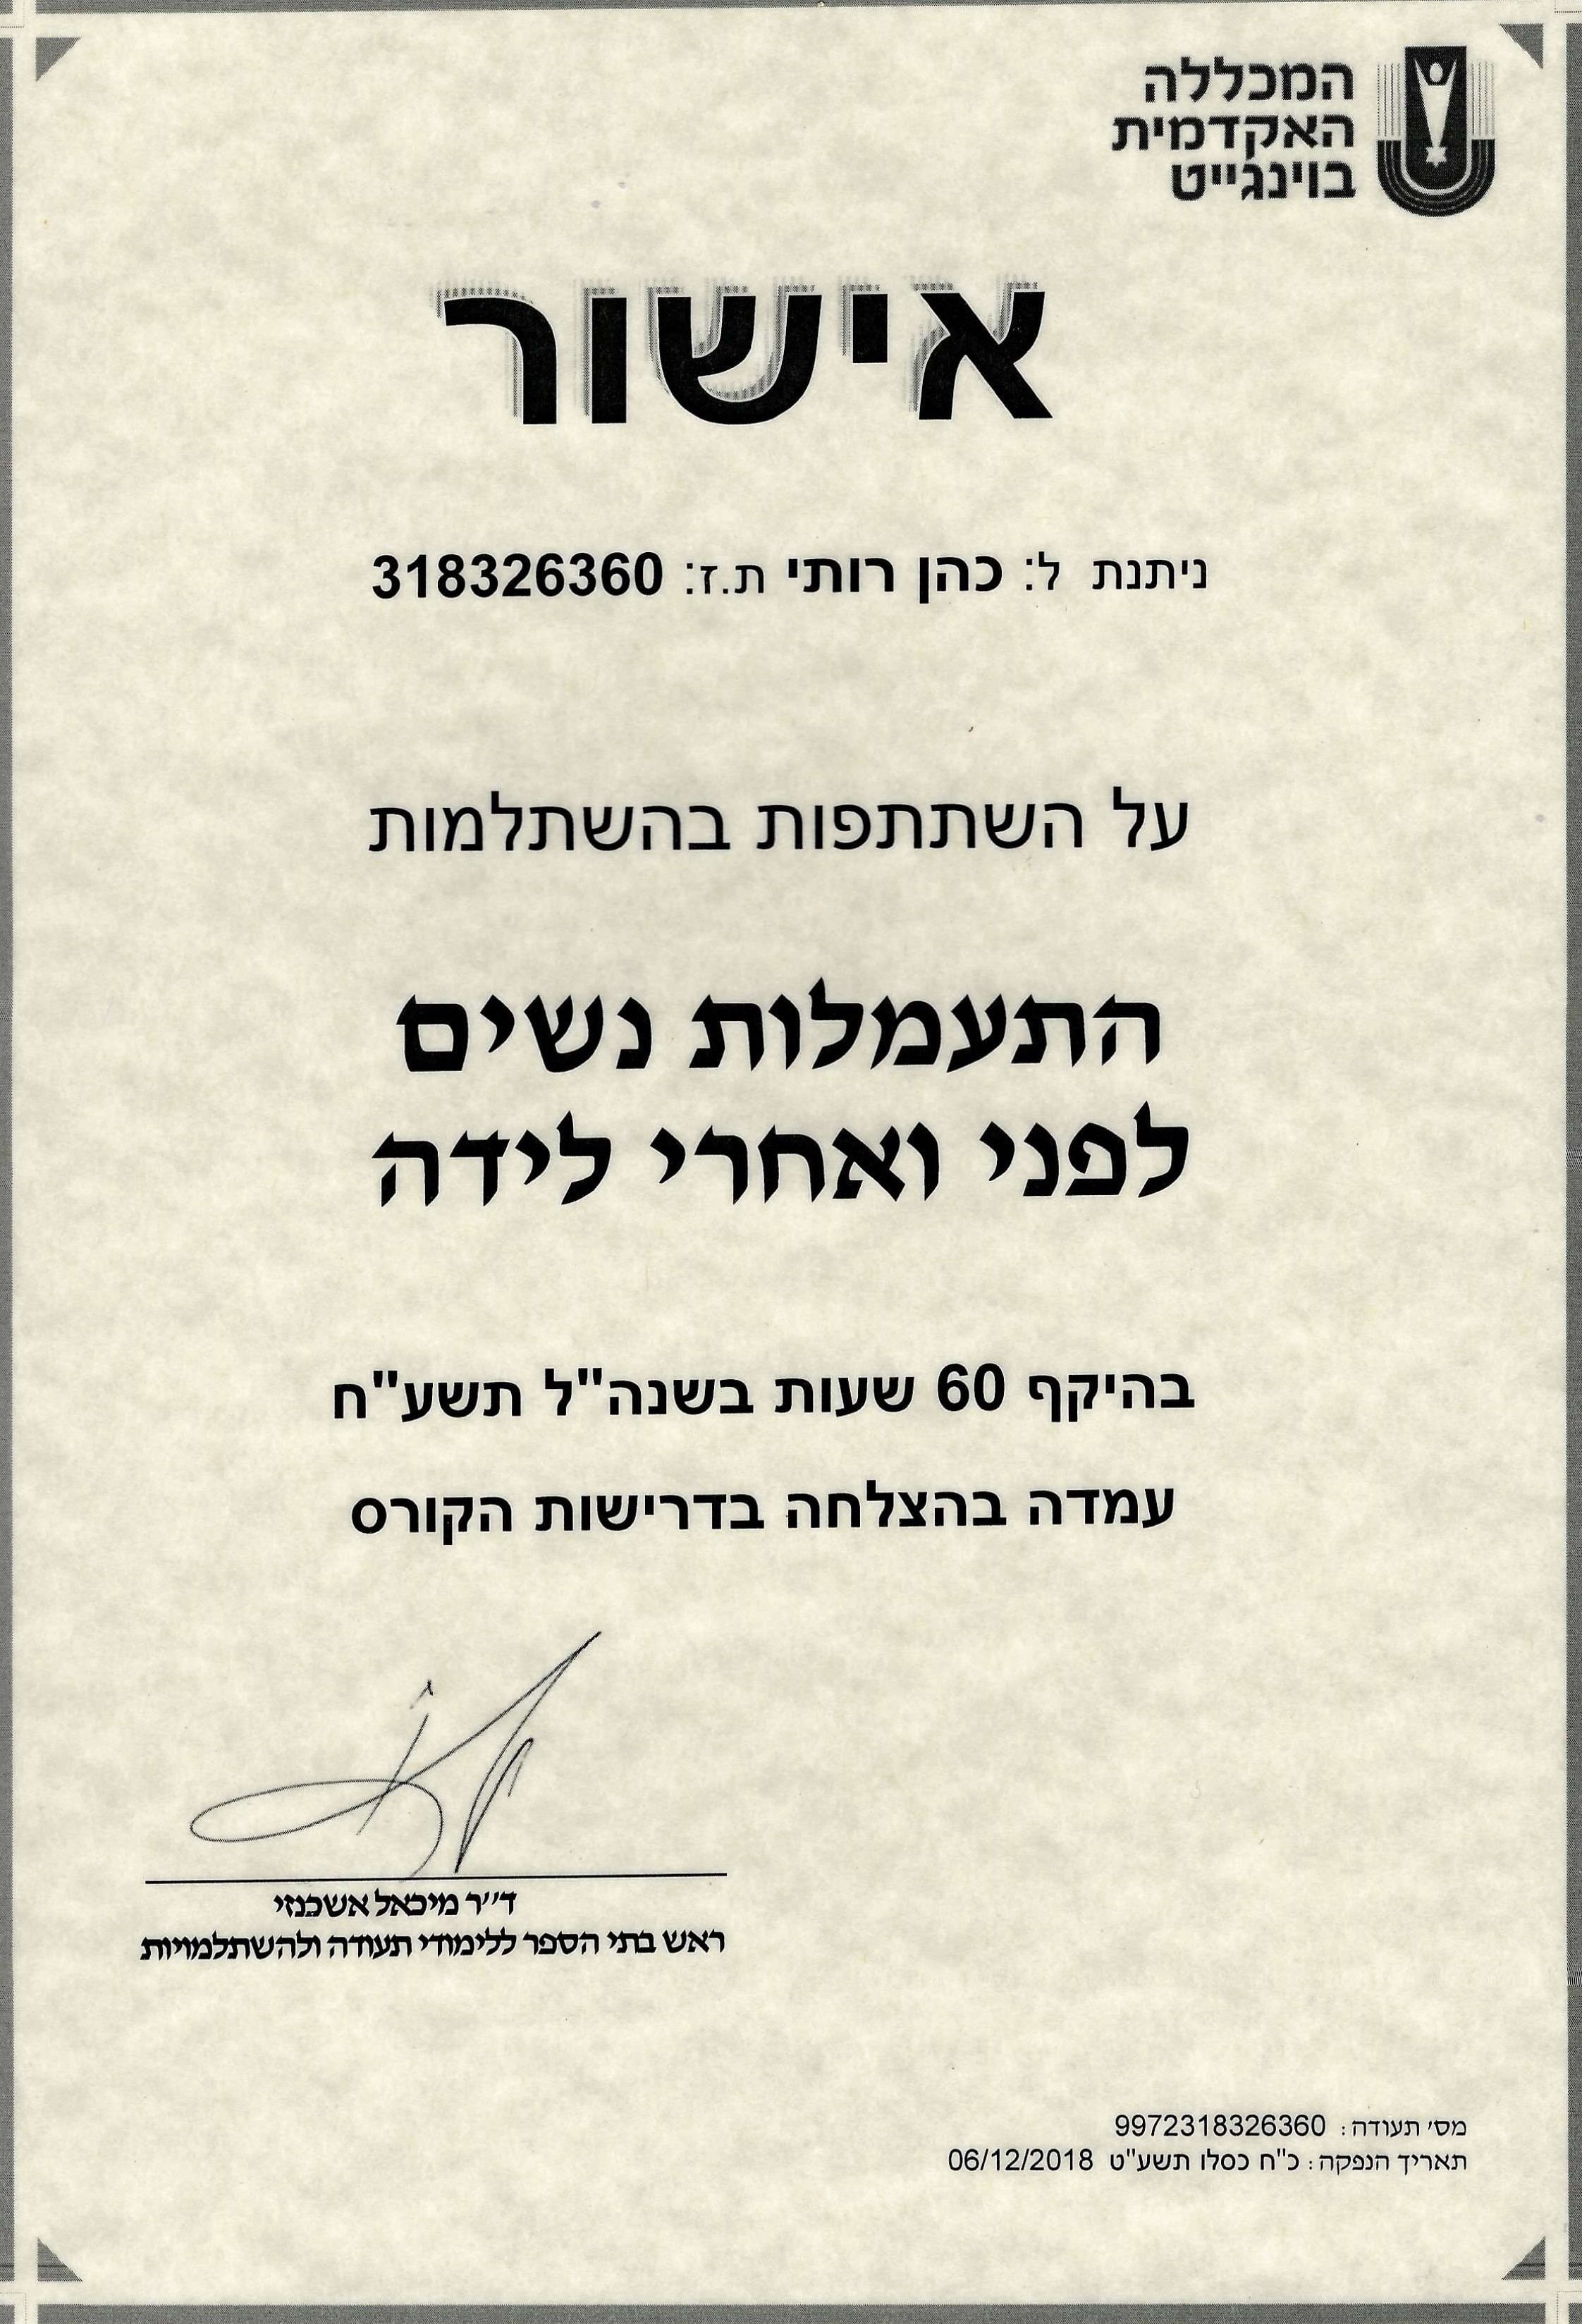 המכללה
האקדמית
בוינגייט
אישור
ניתנת ל: כהן רותי ת.ז: 318326360
על השתתפות בהשתלמות
התעמלות נשים
לפני ואחרי לידה
בהיקף 60 שעות בשנה"ל תשע"ח
עמדה בהצלחה בדרישות הקורס
ד"ר מיכאל אשכנזי
ראש בתי הספר ללימודי תעודה ולהשתלמויות
מס' תעודה: 9972318326360
תאריך הנפקה: כ"ח כסלו תשע"ט 06/12/2018